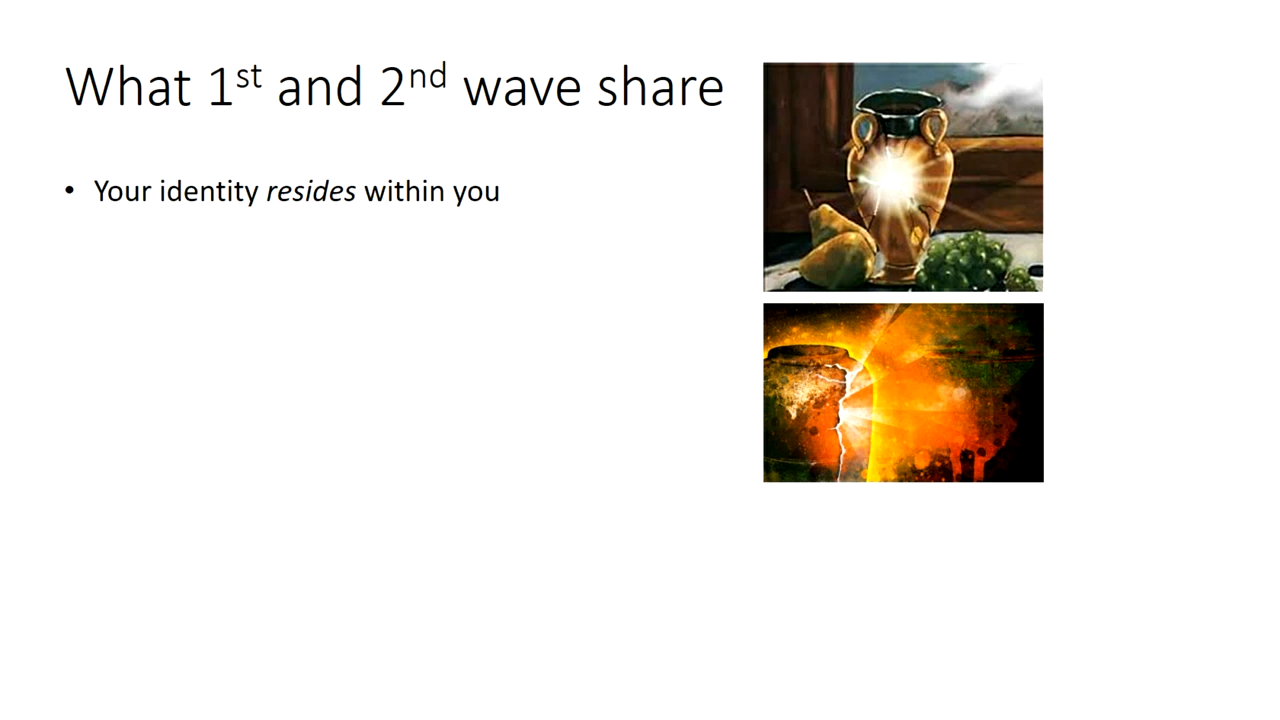 What 1st and 2nd wave share
• Your identity resides within you